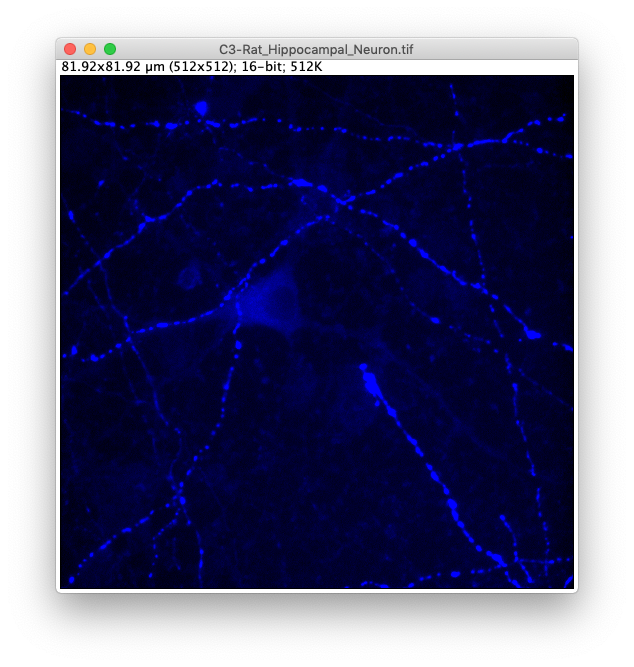 C3-Rat_Hippocampal_Neuron.tif
81.92x81.92 µm (512x512); 16-bit; 512K